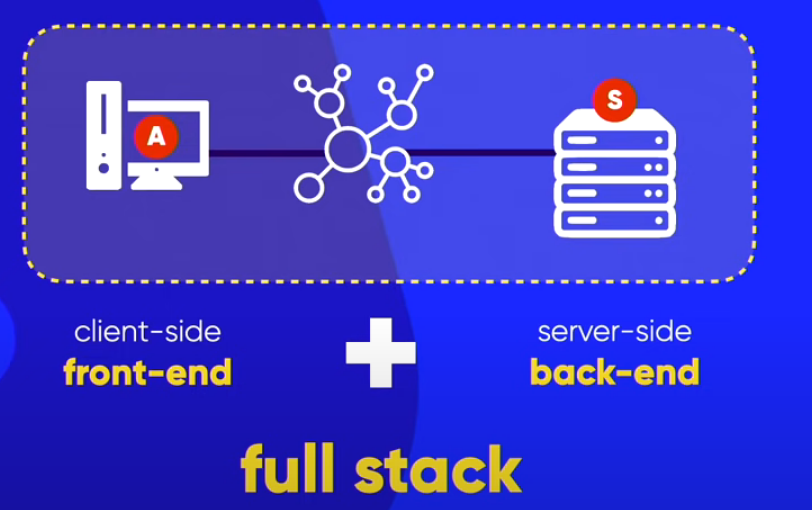 A
S
client-side
front-end
server-side
back-end
full stack